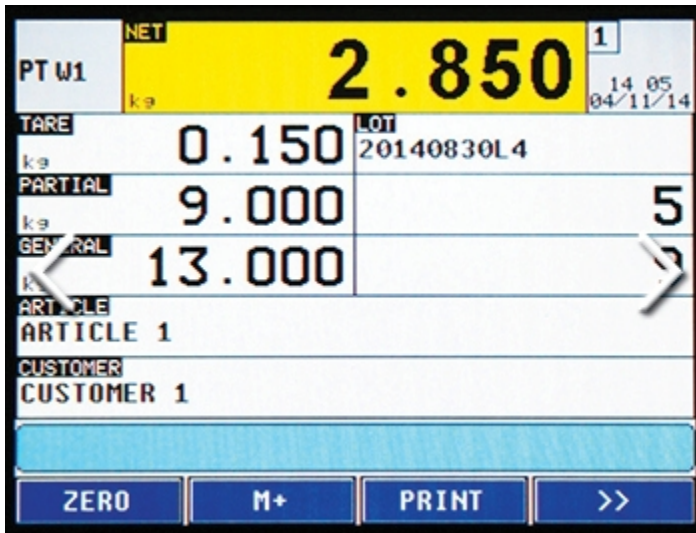 PT W1
NET
kg
2.850
1
14 05
04/11/14
TARE
kg
0.150
LOT
20140830L4
PARTIAL
kg
9.000
5
GENERAL
13.000
ARTICLE
ARTICLE 1
CUSTOMER
CUSTOMER 1
ZERO
M+
PRINT
>>